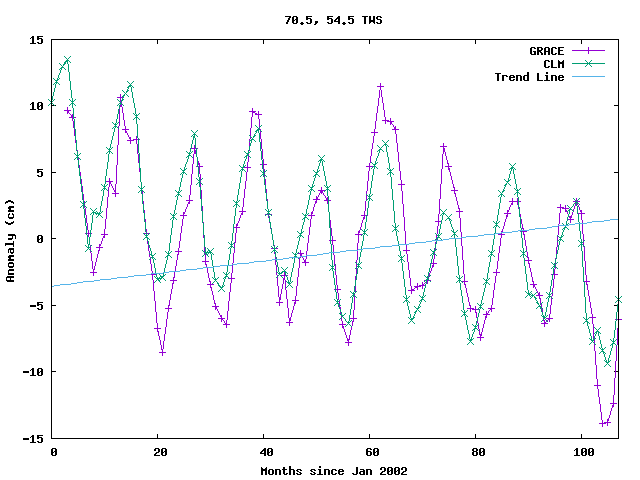 70.5, 54.5 TWS
GRACE
CLM
Trend Line
15
10
5
0
-5
-10
-15
Anomaly (cm)
0 20 40 60 80 100
Months since Jan 2002